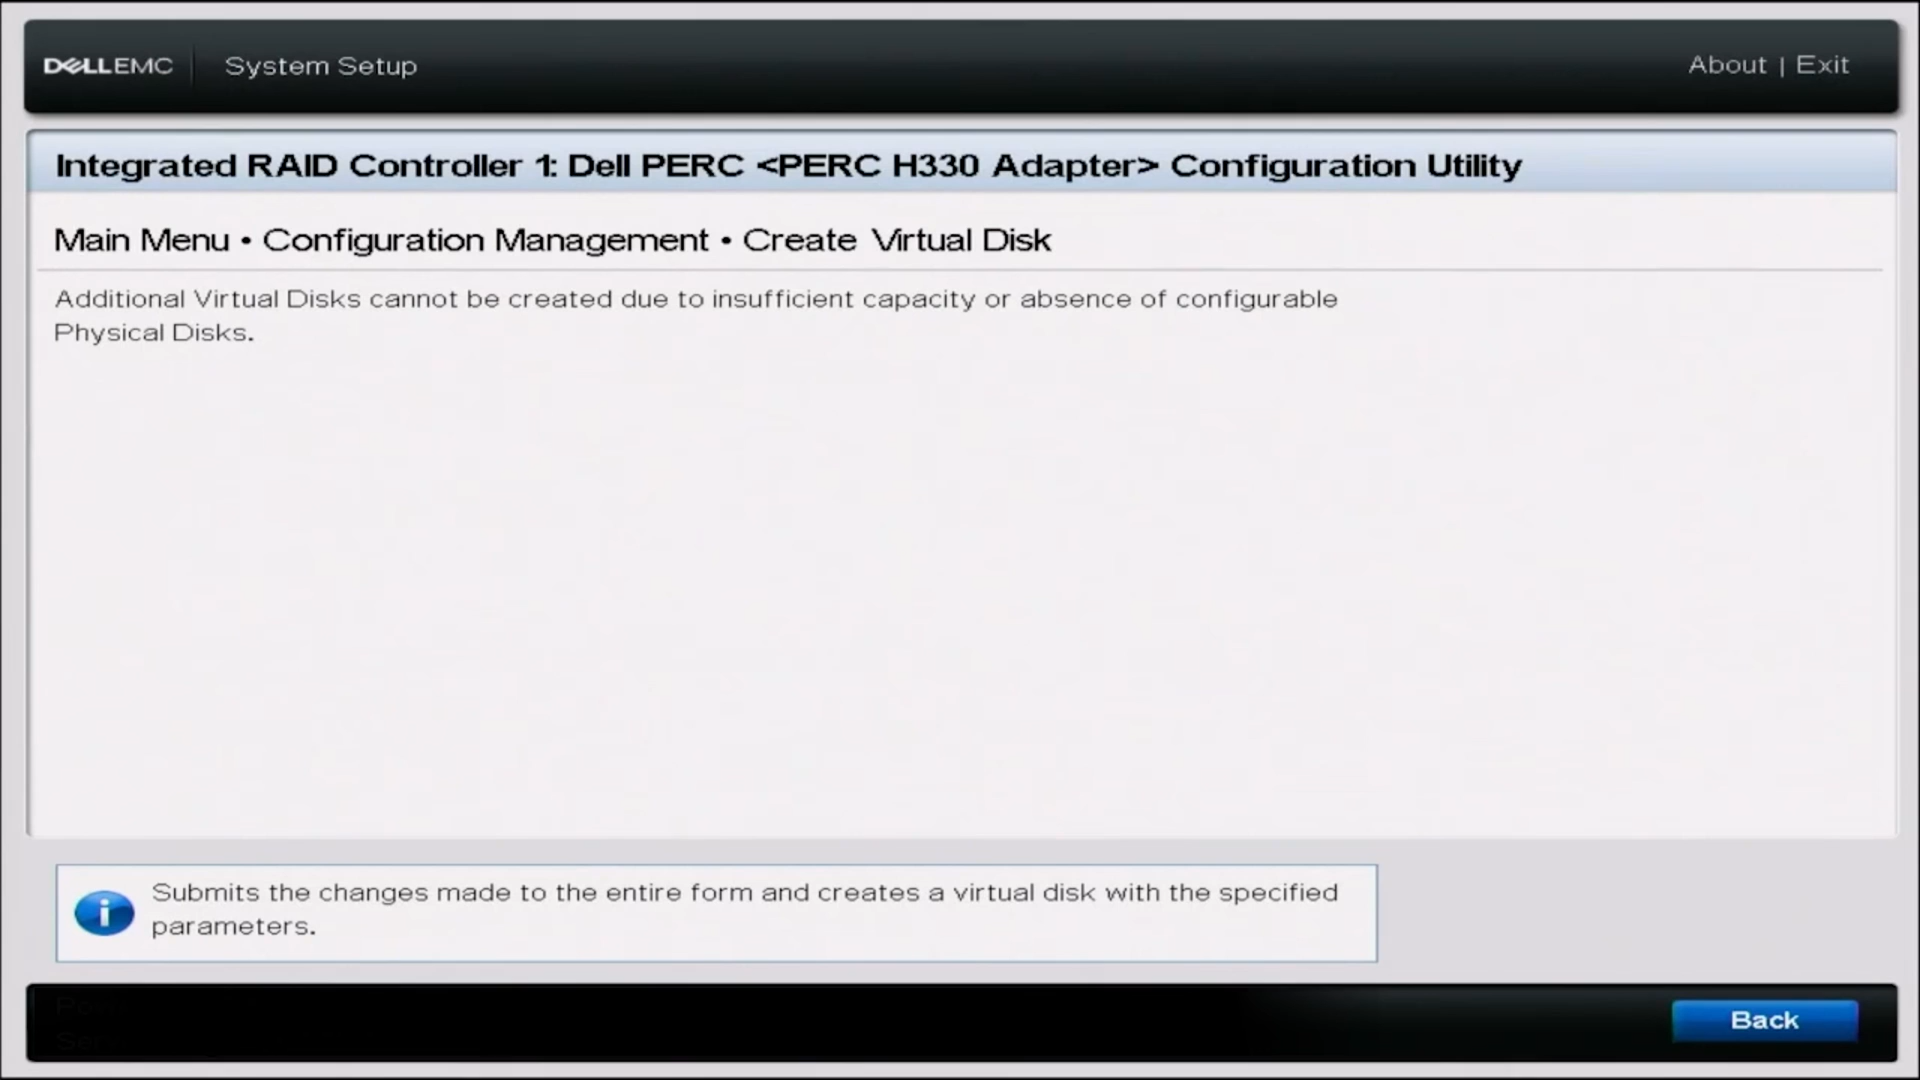 DELLEMC
System Setup
About | Exit
Integrated RAID Controller 1: Dell PERC <PERC H330 Adapter> Configuration Utility
Main Menu • Configuration Management • Create Virtual Disk
Additional Virtual Disks cannot be created due to insufficient capacity or absence of configurable
Physical Disks.
Submits the changes made to the entire form and creates a virtual disk with the specified
parameters.
Back